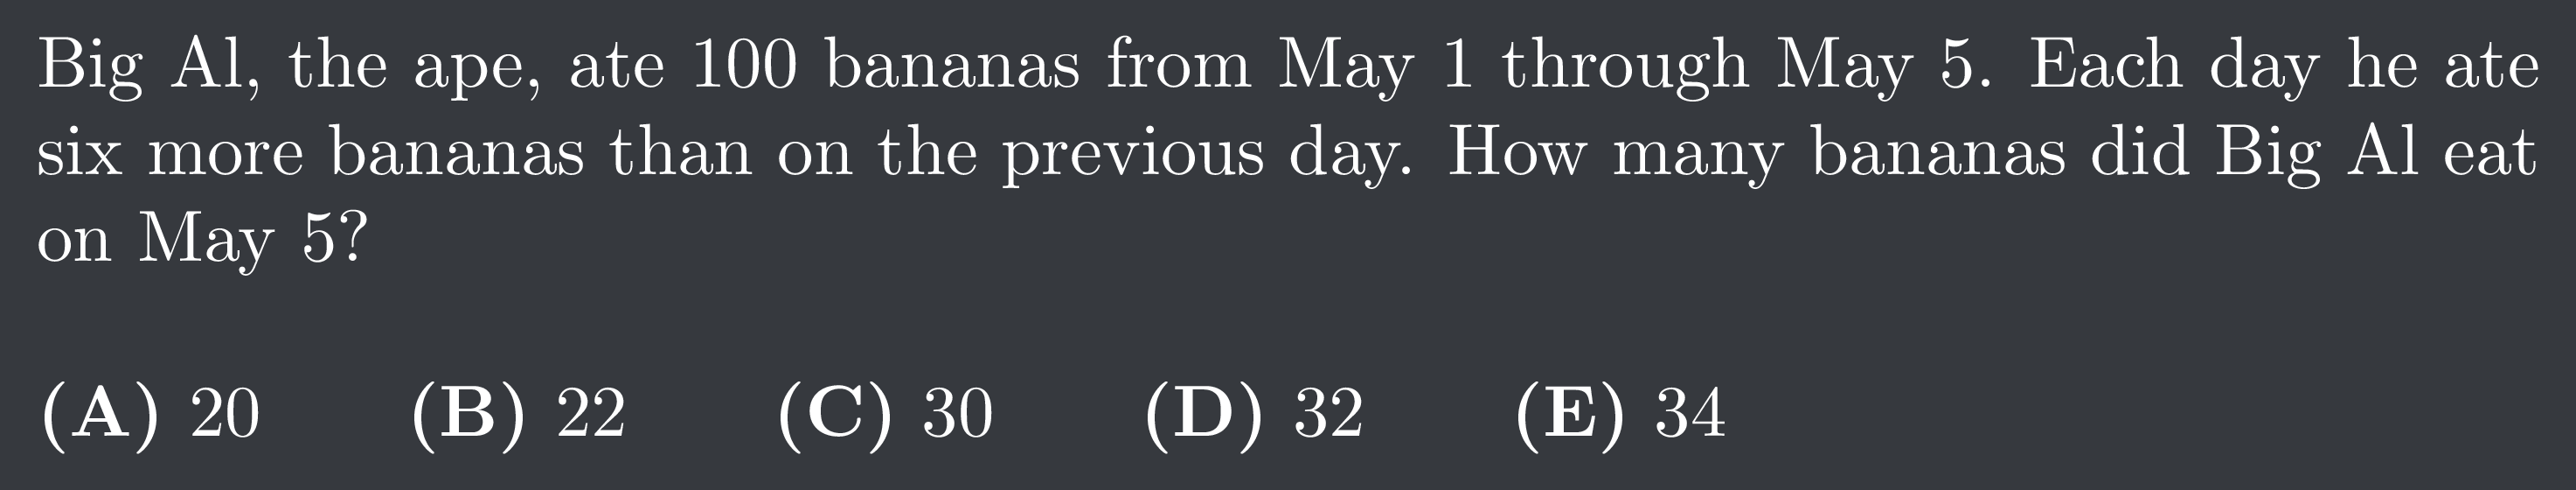 Big Al, the ape, ate 100 bananas from May 1 through May 5. Each day he ate
six more bananas than on the previous day. How many bananas did Big Al eat
on May 5?
(A) 20 (B) 22 (C) 30 (D) 32 (E) 34